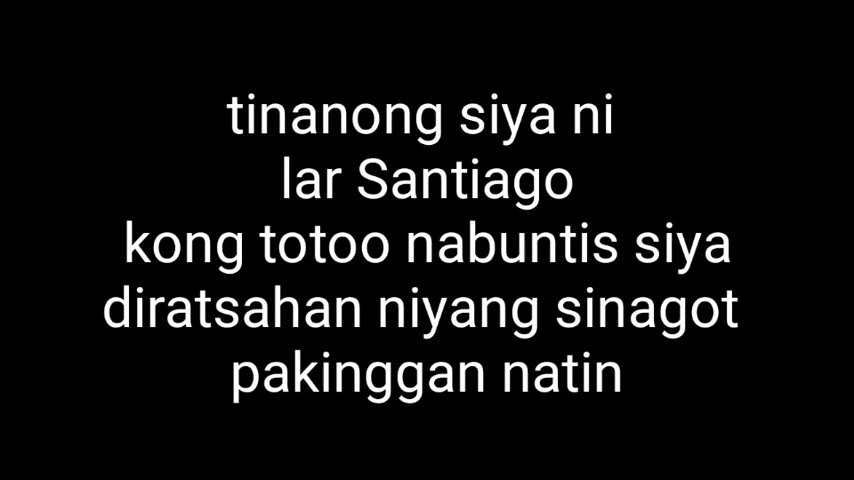 tinanong siya ni
lar Santiago
kong totoo nabuntis siya
diratsahan niyang sinagot
pakinggan natin